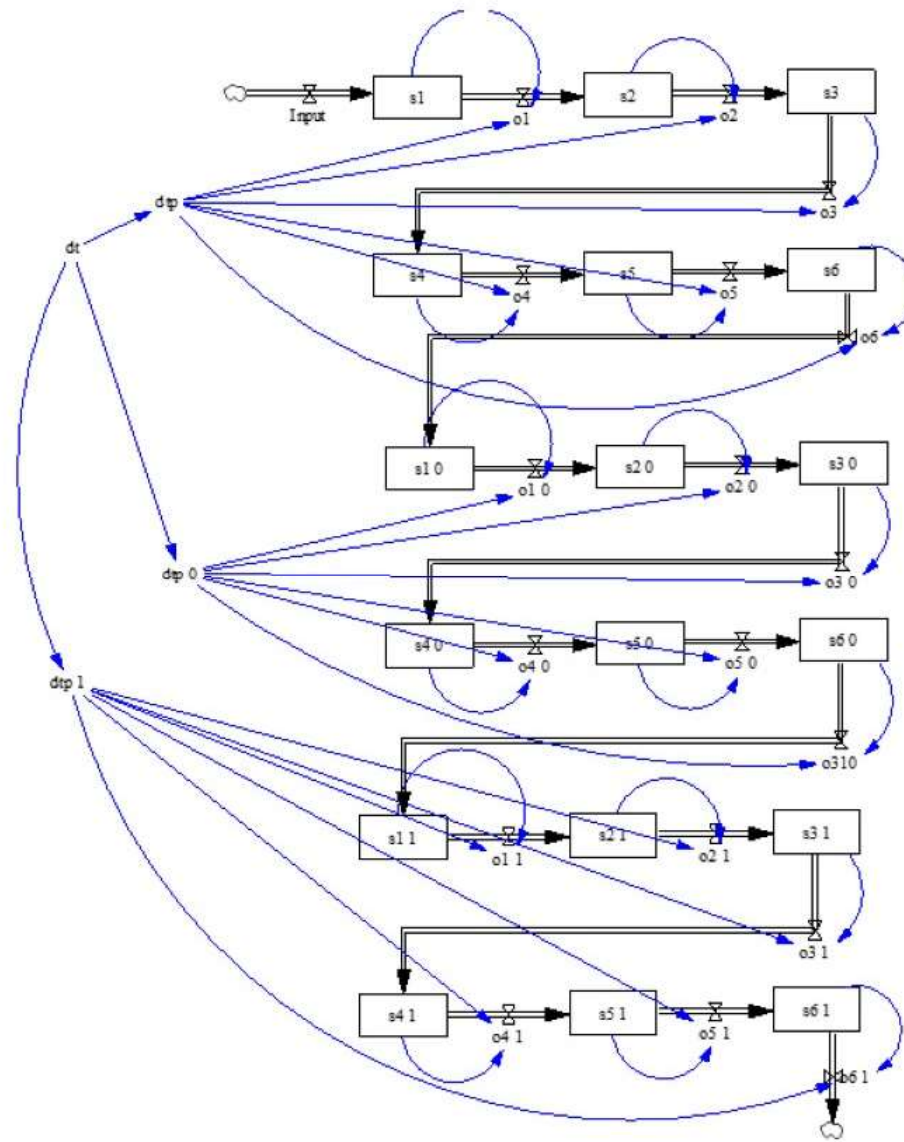 s1
s2
s3
Input
o1
o2
dtp
o3
dt
s4
s5
s6
o4
o5
o6
s1 0
s2 0
s3 0
o1 0
o2 0
dtp 0
o3 0
s4 0
s5 0
s6 0
o4 0
o5 0
dtp 1
o310
s1 1
s2 1
s3 1
o1 1
o2 1
o3 1
s4 1
s5 1
s6 1
o4 1
o5 1
o6 1